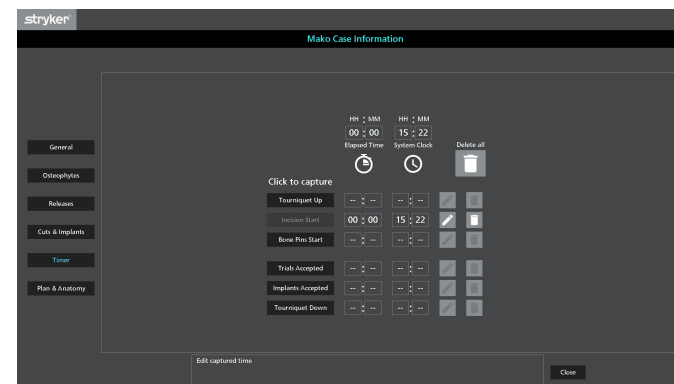 stryker
Mako Case Information
HH : MM HH : MM
00 : 00 15 : 22
Elapsed Time System Clock Delete all
General
Osteophytes
Releases
Cuts & Implants
Timer
Plan & Anatomy
Click to capture
Tourniquet Up -- : -- -- : --
Incision Start 00 : 00 15 : 22
Bone Pins Start -- : -- -- : --
Trials Accepted -- : -- -- : --
Implants Accepted -- : -- -- : --
Tourniquet Down -- : -- -- : --
Edit captured time
Close